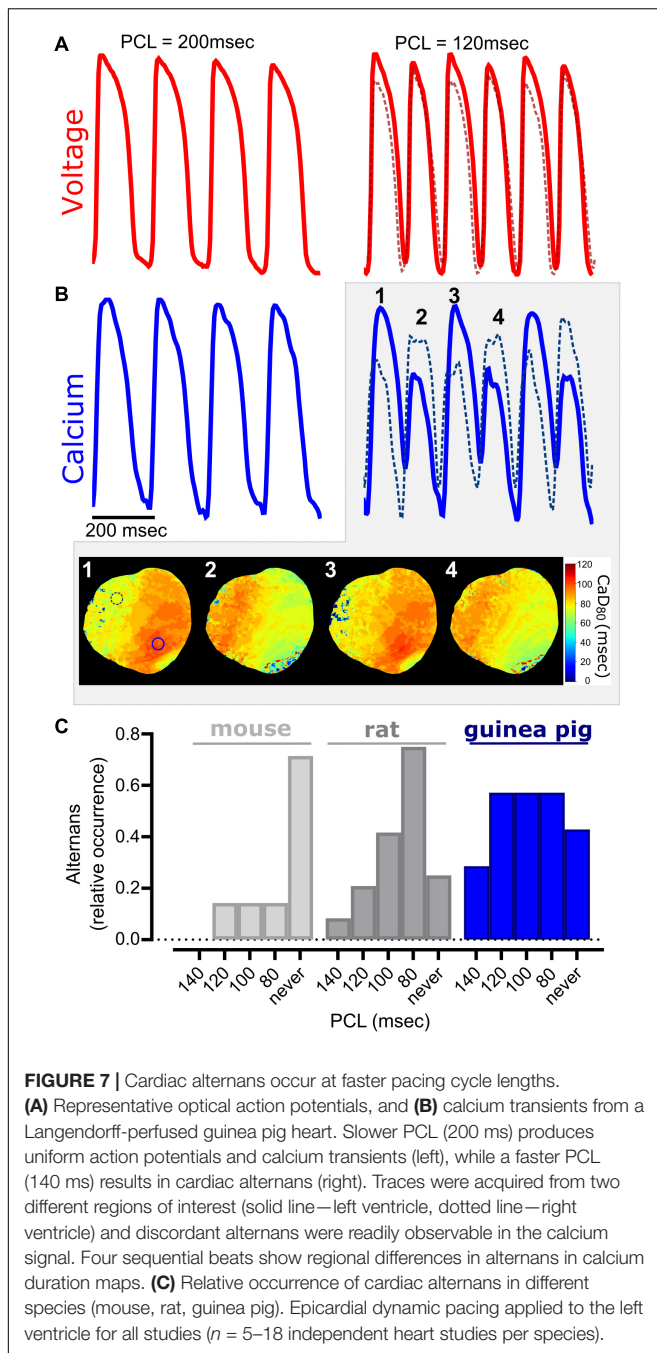 A
PCL = 200msec
PCL = 120msec
Voltage
B
Calcium
1
2
3
4
200 msec
1
2
3
4
120
100
80
60
40
20
0
CaD80 (msec)
C
mouse
rat
guinea pig
Alternans
(relative occurrence)
0.8
0.6
0.4
0.2
0.0
140
120
100
80
never
140
120
100
80
never
140
120
100
80
never
PCL (msec)
FIGURE 7 | Cardiac alternans occur at faster pacing cycle lengths.
(A) Representative optical action potentials, and (B) calcium transients from a
Langendorff-perfused guinea pig heart. Slower PCL (200 ms) produces
uniform action potentials and calcium transients (left), while a faster PCL
(140 ms) results in cardiac alternans (right). Traces were acquired from two
different regions of interest (solid line—left ventricle, dotted line—right
ventricle) and discordant alternans were readily observable in the calcium
signal. Four sequential beats show regional differences in alternans in calcium
duration maps. (C) Relative occurrence of cardiac alternans in different
species (mouse, rat, guinea pig). Epicardial dynamic pacing applied to the left
ventricle for all studies (n = 5–18 independent heart studies per species).